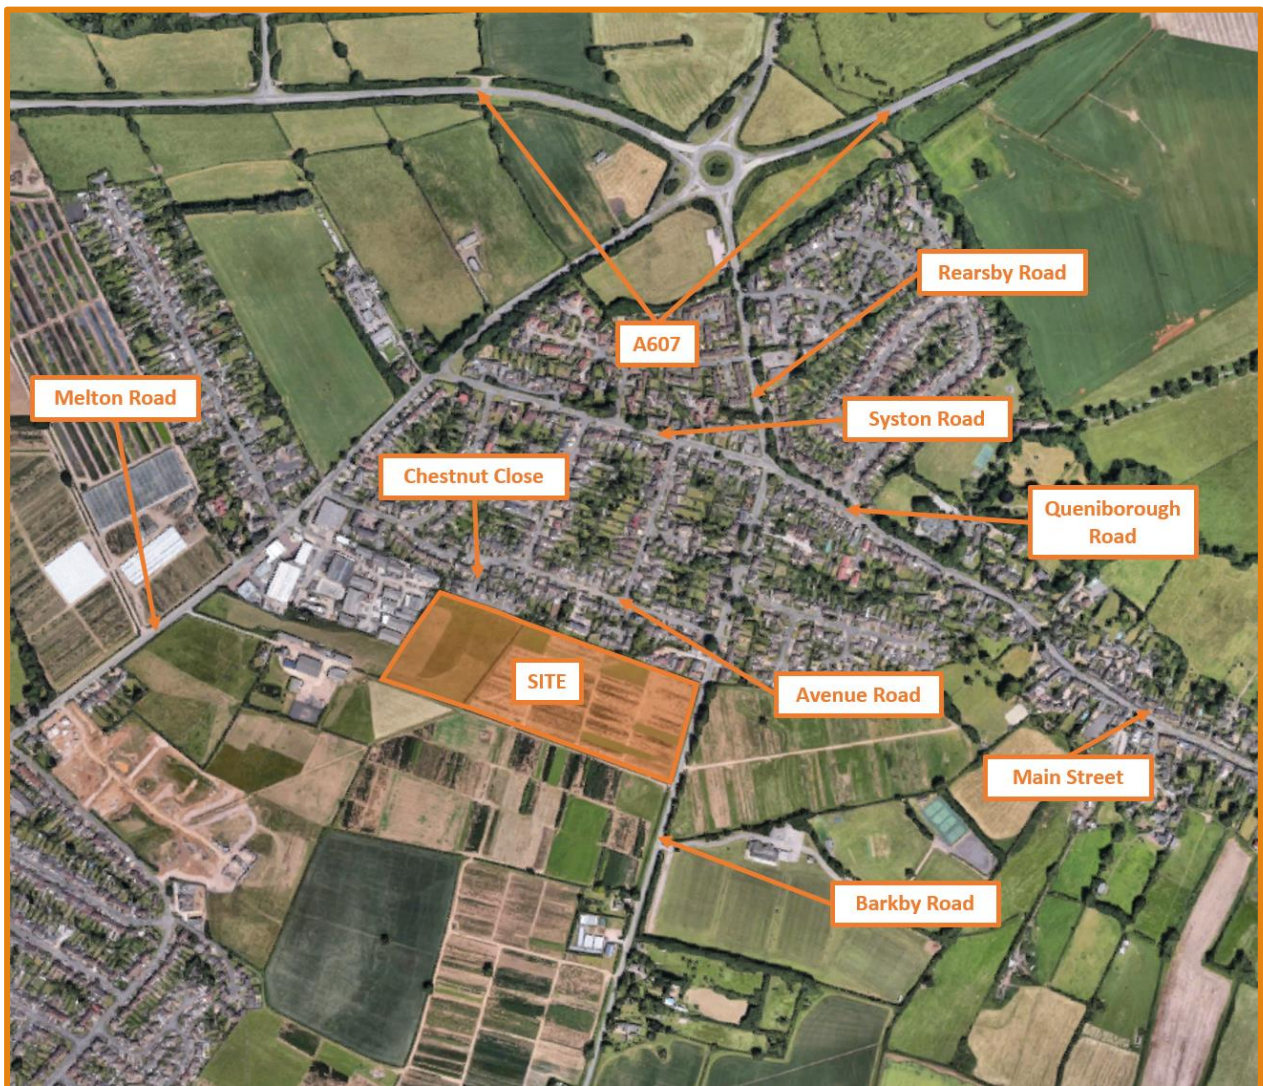 Rearsby Road
A607
Melton Road
Syston Road
Chestnut Close
Queniborough
Road
SITE
Avenue Road
Main Street
Barkby Road